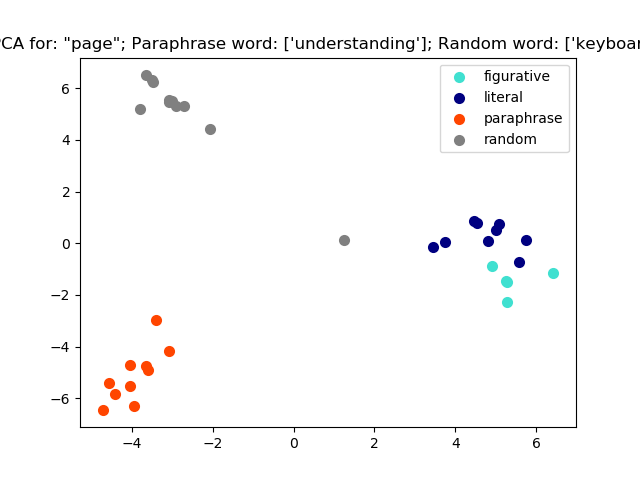 PCA for: "page"; Paraphrase word: ['understanding']; Random word: ['keyboar
figurative
literal
paraphrase
random
6
4
2
0
−2
−4
−6
−4
−2
0
2
4
6